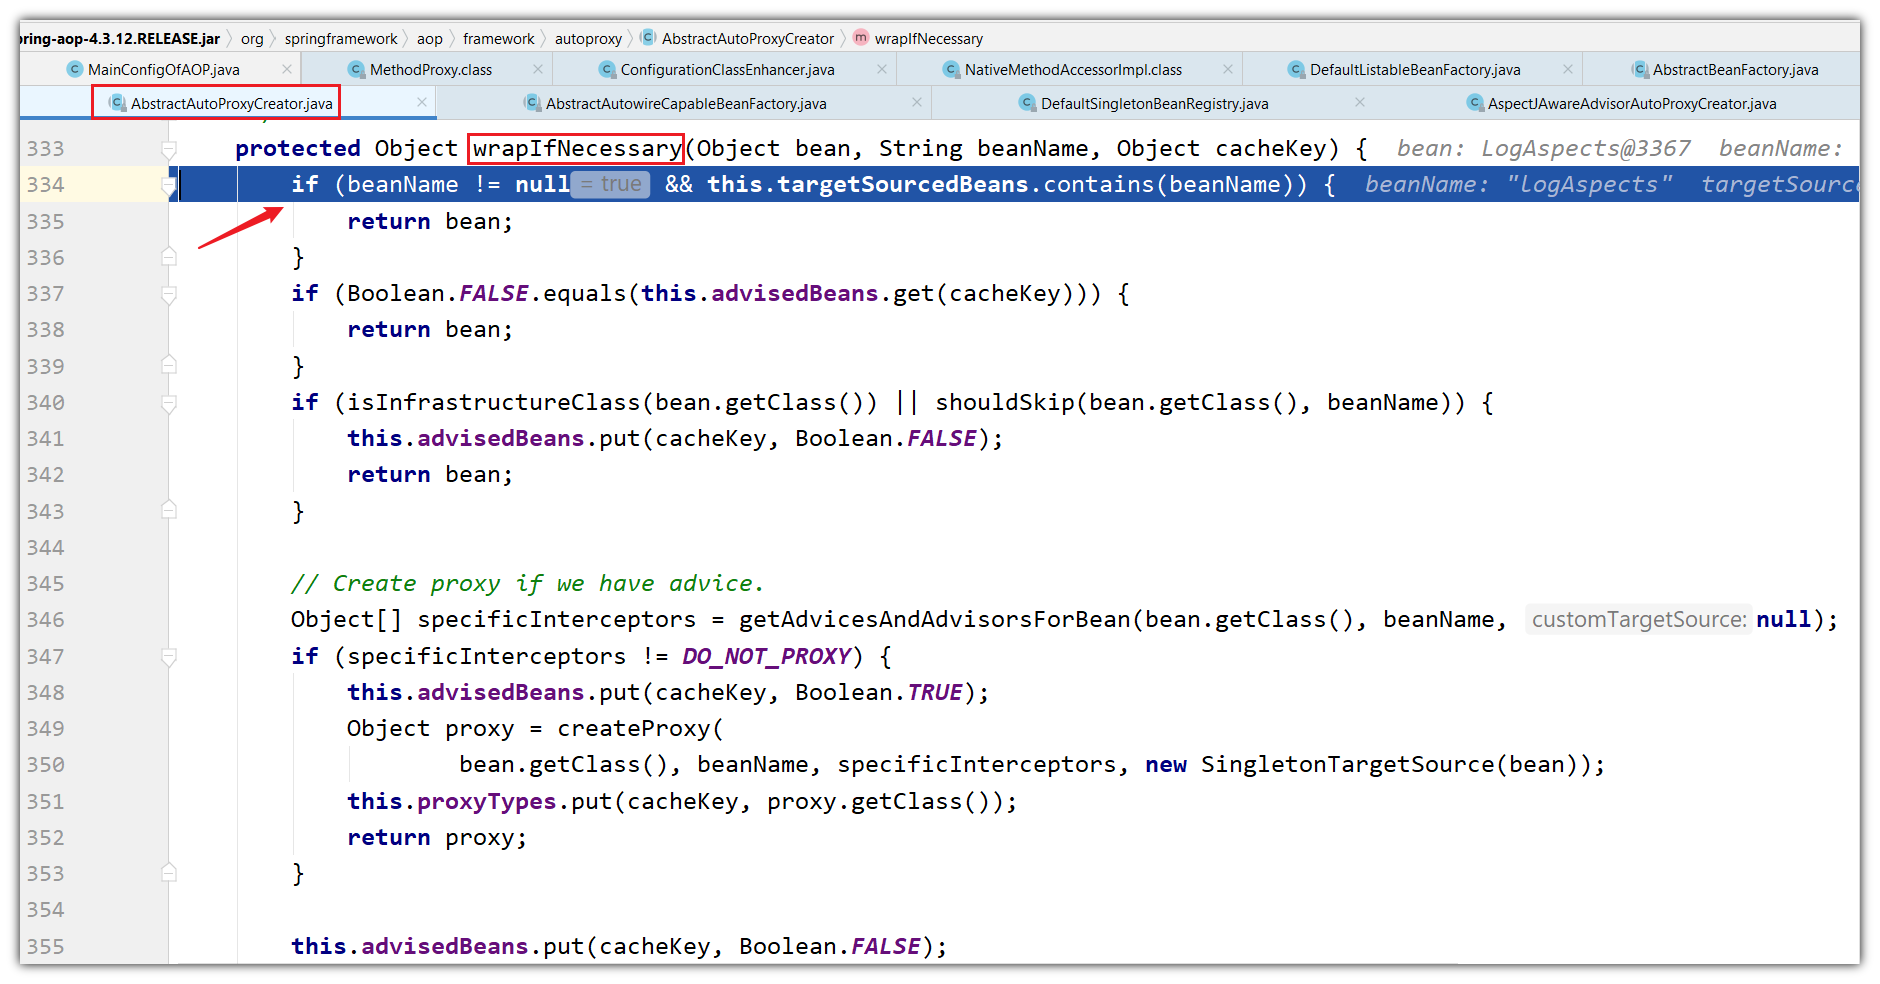 ring-aop-4.3.12.RELEASE.jar org springframework aop framework autoproxy AbstractAutoProxyCreator wrapIfNecessary
MainConfigOfAOP.java MethodProxy.class ConfigurationClassEnhancer.java NativeMethodAccessorImpl.class DefaultListableBeanFactory.java AbstractBeanFactory.java
AbstractAutoProxyCreator.java AbstractAutowireCapableBeanFactory.java DefaultSingletonBeanRegistry.java AspectJAwareAdvisorAutoProxyCreator.java
333 protected Object wrapIfNecessary(Object bean, String beanName, Object cacheKey) { bean: LogAspects@3367 beanName:
334 if (beanName != null = true && this.targetSourcedBeans.contains(beanName)) { beanName: "logAspects" targetSource
335 return bean;
336 }
337 if (Boolean.FALSE.equals(this.advisedBeans.get(cacheKey))) {
338 return bean;
339 }
340 if (isInfrastructureClass(bean.getClass()) || shouldSkip(bean.getClass(), beanName)) {
341 this.advisedBeans.put(cacheKey, Boolean.FALSE);
342 return bean;
343 }
344
345 // Create proxy if we have advice.
346 Object[] specificInterceptors = getAdvicesAndAdvisorsForBean(bean.getClass(), beanName, customTargetSource: null);
347 if (specificInterceptors != DO_NOT_PROXY) {
348 this.advisedBeans.put(cacheKey, Boolean.TRUE);
349 Object proxy = createProxy(
350 bean.getClass(), beanName, specificInterceptors, new SingletonTargetSource(bean));
351 this.proxyTypes.put(cacheKey, proxy.getClass());
352 return proxy;
353 }
354
355 this.advisedBeans.put(cacheKey, Boolean.FALSE);